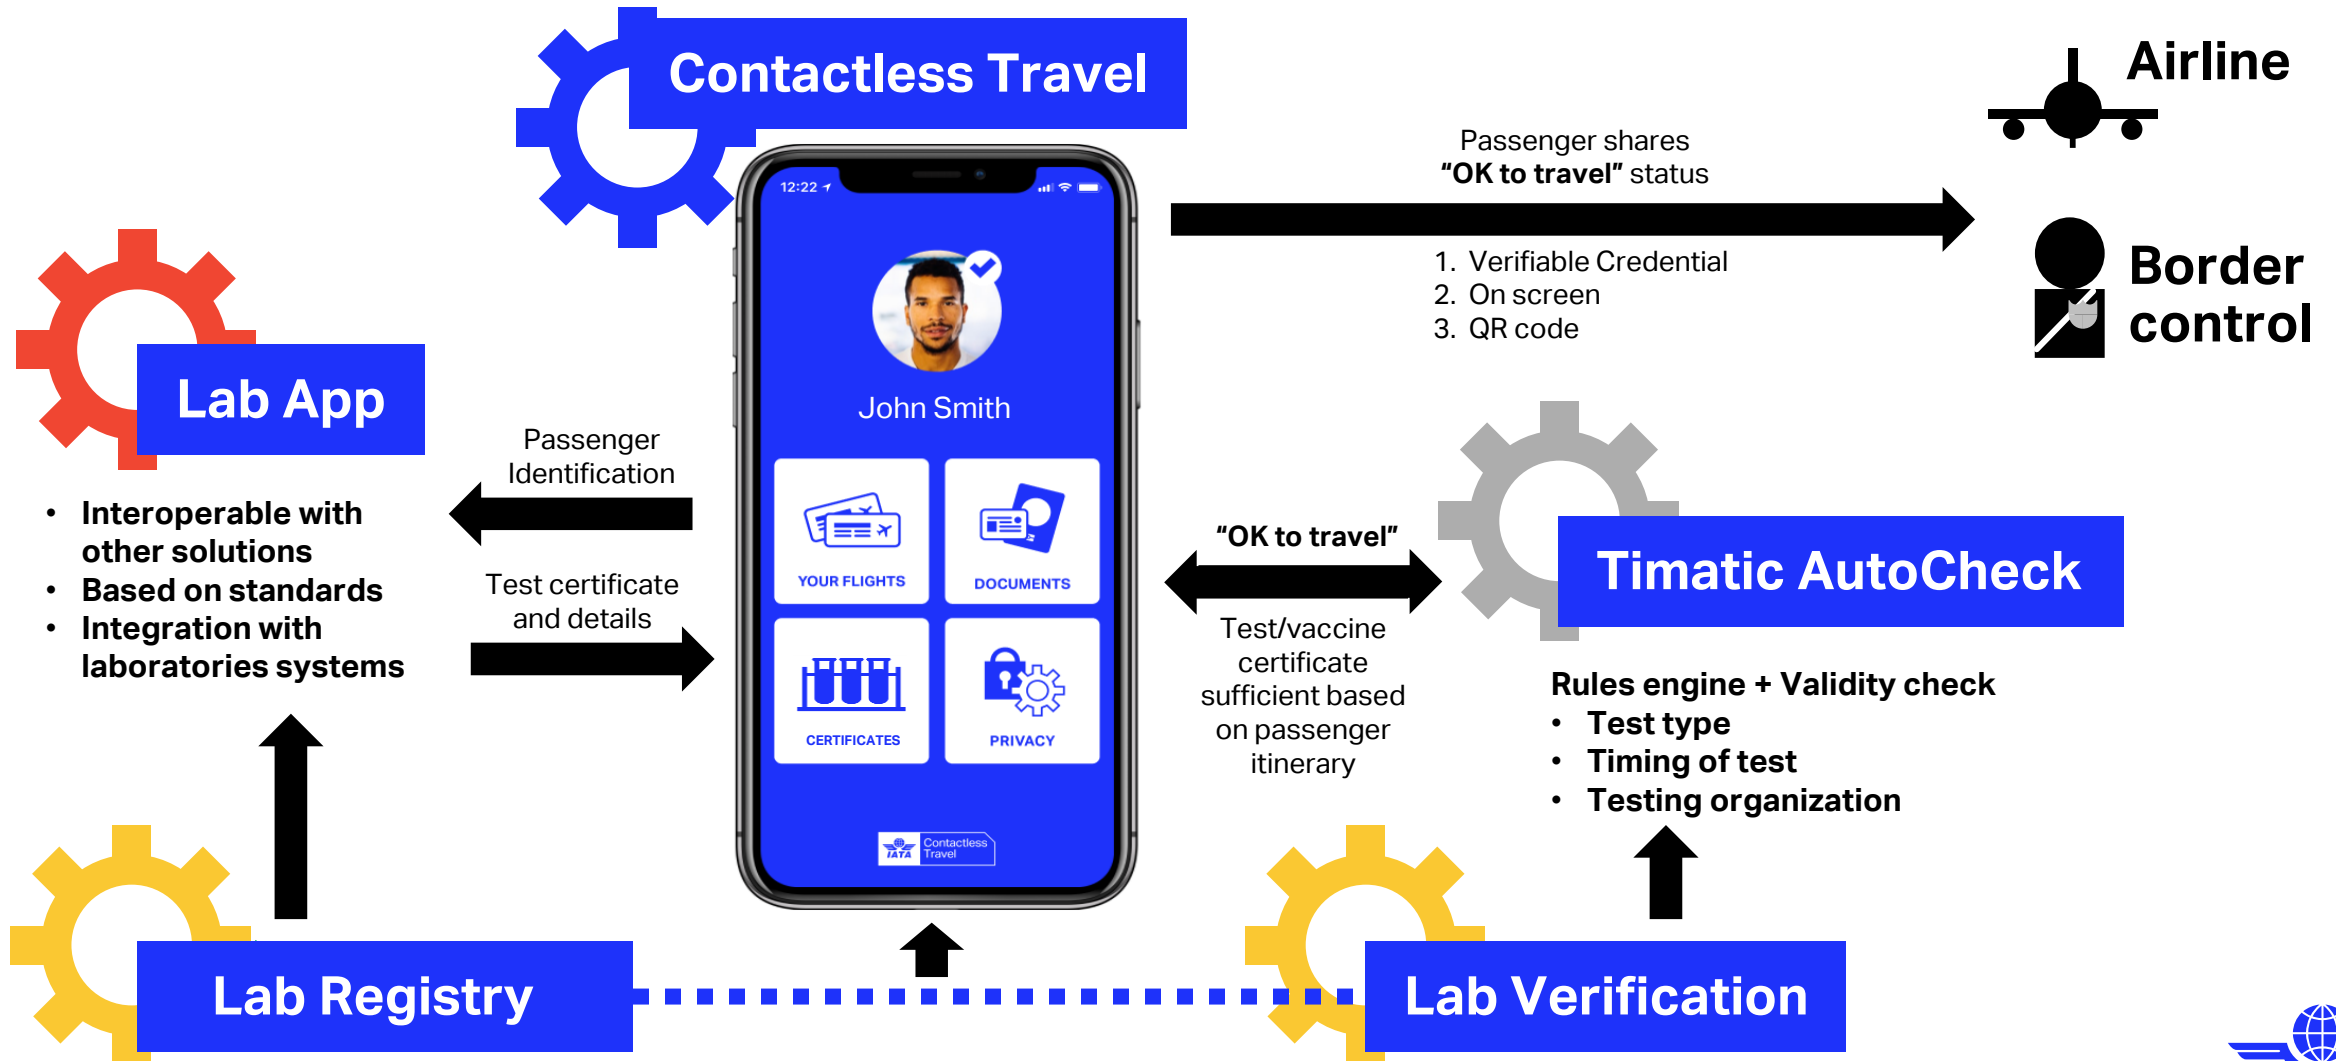 Contactless Travel
Airline
Passenger shares
“OK to travel” status
1. Verifiable Credential
2. On screen
3. QR code
Border
control
12:22
John Smith
YOUR FLIGHTS
DOCUMENTS
CERTIFICATES
PRIVACY
IATA
Contactless
Travel
Lab App
• Interoperable with
other solutions
• Based on standards
• Integration with
laboratories systems
Passenger
Identification
Test certificate
and details
“OK to travel”
Test/vaccine
certificate
sufficient based
on passenger
itinerary
Timatic AutoCheck
Rules engine + Validity check
• Test type
• Timing of test
• Testing organization
Lab Registry
Lab Verification